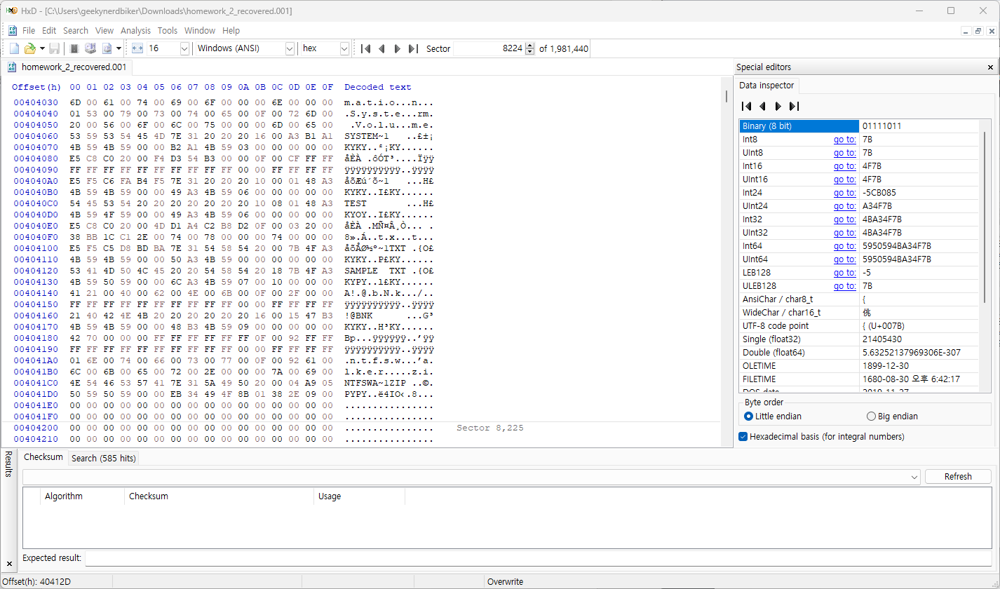 HxD - [C:\Users\geekynerdbiker\Downloads\homework_2_recovered.001]
File Edit Search View Analysis Tools Window Help
16 Windows (ANSI) hex Sector 8224 of 1,981,440
homework_2_recovered.001
Offset(h) 00 01 02 03 04 05 06 07 08 09 0A 0B 0C 0D 0E 0F Decoded text
00404030 6D 00 61 00 74 00 69 00 6F 00 00 00 6E 00 00 00 m.a.t.i.o...n...
00404040 01 53 00 79 00 73 00 74 00 65 00 0F 00 72 6D 00 .S.y.s.t.e...rm.
00404050 20 00 56 00 6F 00 6C 00 75 00 00 00 6D 00 65 00 .V.o.l.u...m.e.
00404060 53 59 53 54 45 4D 7E 31 20 20 20 16 00 A3 B1 A1 SYSTEM~1 ..£±¡
00404070 4B 59 4B 59 00 00 B2 A1 4B 59 03 00 00 00 00 00 KYKY..²¡KY......
00404080 E5 C8 C0 20 00 F4 D3 54 B3 00 00 0F 00 CF FF FF åÈÀ .ôÓT³....Ïÿÿ
00404090 FF FF FF FF FF FF FF FF FF FF 00 00 FF FF FF FF ÿÿÿÿÿÿÿÿÿÿ..ÿÿÿÿ
004040A0 E5 F5 C6 FA B4 F5 7E 31 20 20 20 10 00 01 48 A3 åõÆú´õ~1 ...H£
004040B0 4B 59 4B 59 00 00 49 A3 4B 59 06 00 00 00 00 00 KYKY..I£KY......
004040C0 54 45 53 54 20 20 20 20 20 20 20 10 08 01 48 A3 TEST ...H£
004040D0 4B 59 4F 59 00 00 49 A3 4B 59 06 00 00 00 00 00 KYOY..I£KY......
004040E0 E5 C8 C0 20 00 4D D1 A4 C2 B8 D2 0F 00 03 20 00 åÈÀ .MÑ¤Â¸Ò... .
004040F0 38 BB 1C C1 2E 00 74 00 78 00 00 00 74 00 00 00 8».Á..t.x...t...
00404100 E5 F5 C5 D8 BD BA 7E 31 54 58 54 20 00 7B 4F A3 åõÅØ½º~1TXT .{O£
00404110 4B 59 4B 59 00 00 50 A3 4B 59 00 00 00 00 00 00 KYKY..P£KY......
00404120 53 41 4D 50 4C 45 20 20 54 58 54 20 18 7B 4F A3 SAMPLE TXT .{O£
00404130 4B 59 50 59 00 00 6C A3 4B 59 07 00 10 00 00 00 KYPY..l£KY......
00404140 41 21 00 40 00 62 00 4E 00 6B 00 0F 00 2F 00 00 A!.@.b.N.k.../..
00404150 FF FF FF FF FF FF FF FF FF FF 00 00 FF FF FF FF ÿÿÿÿÿÿÿÿÿÿ..ÿÿÿÿ
00404160 21 40 42 4E 4B 20 20 20 20 20 20 16 00 15 47 B3 !@BNK ...G³
00404170 4B 59 4B 59 00 00 48 B3 4B 59 09 00 00 00 00 00 KYKY..H³KY......
00404180 42 70 00 00 00 FF FF FF FF FF FF 0F 00 92 FF FF Bp...ÿÿÿÿÿÿ..’ÿÿ
00404190 FF FF FF FF FF FF FF FF FF FF 00 00 FF FF FF FF ÿÿÿÿÿÿÿÿÿÿ..ÿÿÿÿ
004041A0 01 6E 00 74 00 66 00 73 00 77 00 0F 00 92 61 00 .n.t.f.s.w...’a.
004041B0 6C 00 6B 00 65 00 72 00 2E 00 00 00 7A 00 69 00 l.k.e.r.....z.i.
004041C0 4E 54 46 53 57 41 7E 31 5A 49 50 20 00 04 A9 05 NTFSWA~1ZIP ..©.
004041D0 50 59 50 59 00 00 EB 34 49 4F 8B 01 38 2E 09 00 PYPY..ë4IO‹.8...
004041E0 00 00 00 00 00 00 00 00 00 00 00 00 00 00 00 00 ................
004041F0 00 00 00 00 00 00 00 00 00 00 00 00 00 00 00 00 ................
00404200 00 00 00 00 00 00 00 00 00 00 00 00 00 00 00 00 ................ Sector 8,225
00404210 00 00 00 00 00 00 00 00 00 00 00 00 00 00 00 00 ................
Special editors
Data inspector
Binary (8 bit) 01111011
Int8 go to: 7B
UInt8 go to: 7B
Int16 go to: 4F7B
UInt16 go to: 4F7B
Int24 go to: -5CB085
UInt24 go to: A34F7B
Int32 go to: 4BA34F7B
UInt32 go to: 4BA34F7B
Int64 go to: 5950594BA34F7B
UInt64 go to: 5950594BA34F7B
LEB128 go to: -5
ULEB128 go to: 7B
AnsiChar / char8_t {
WideChar / char16_t 佻
UTF-8 code point { (U+007B)
Single (float32) 21405430
Double (float64) 5.63252137969306E-307
OLETIME 1899-12-30
FILETIME 1680-08-30 오후 6:42:17
DOS date 2019-11-27
Byte order
Little endian Big endian
Hexadecimal basis (for integral numbers)
Results
Checksum Search (585 hits)
Refresh
Algorithm Checksum Usage
Expected result:
Offset(h): 40412D Overwrite